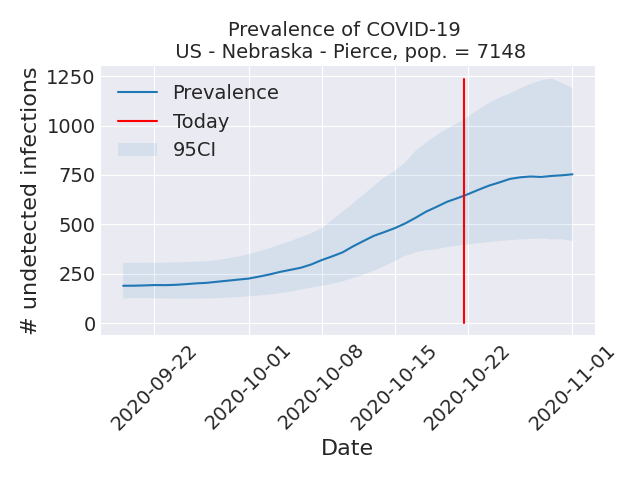 Prevalence of COVID-19
US - Nebraska - Pierce, pop. = 7148
# undetected infections
1250
1000
750
500
250
0
Prevalence
Today
95CI
2020-09-22
2020-10-01
2020-10-08
2020-10-15
2020-10-22
2020-11-01
Date